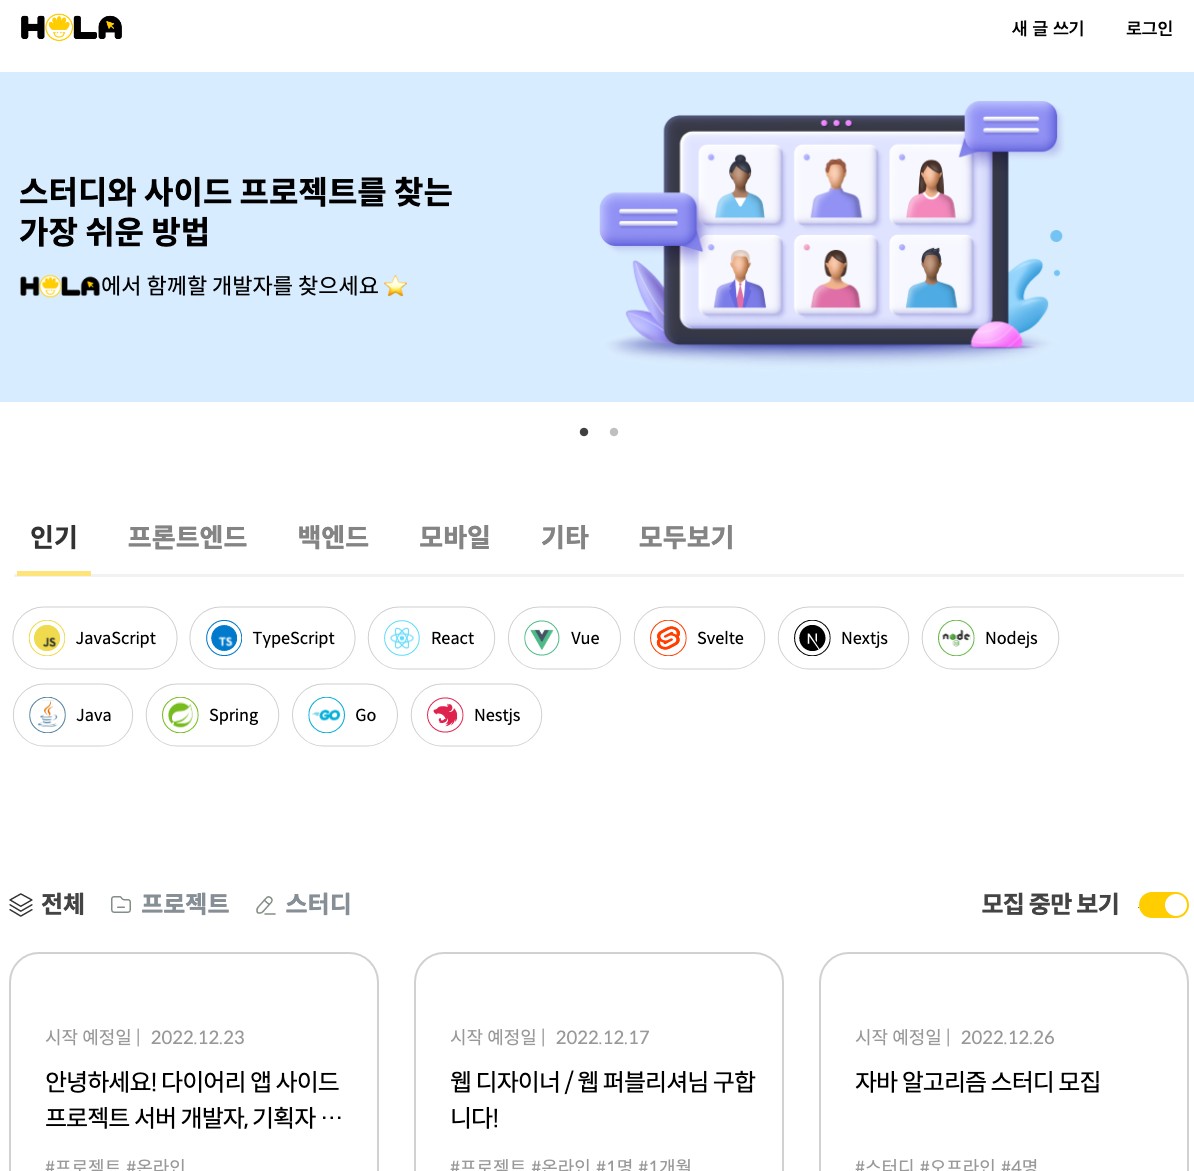 HOLA
새 글 쓰기 로그인
스터디와 사이드 프로젝트를 찾는
가장 쉬운 방법
HOLA에서 함께할 개발자를 찾으세요 ⭐️
인기 프론트엔드 백엔드 모바일 기타 모두보기
JS JavaScript TS TypeScript React Vue Svelte N Nextjs node Nodejs
Java Spring GO Go Nestjs
전체 프로젝트 스터디 모집 중만 보기
시작 예정일 | 2022.12.23
안녕하세요! 다이어리 앱 사이드
프로젝트 서버 개발자, 기획자 …
#프로젝트 #온라인
시작 예정일 | 2022.12.17
웹 디자이너 / 웹 퍼블리셔님 구합
니다!
#프로젝트 #온라인 #1명 #1개월
시작 예정일 | 2022.12.26
자바 알고리즘 스터디 모집
#스터디 #오프라인 #4명